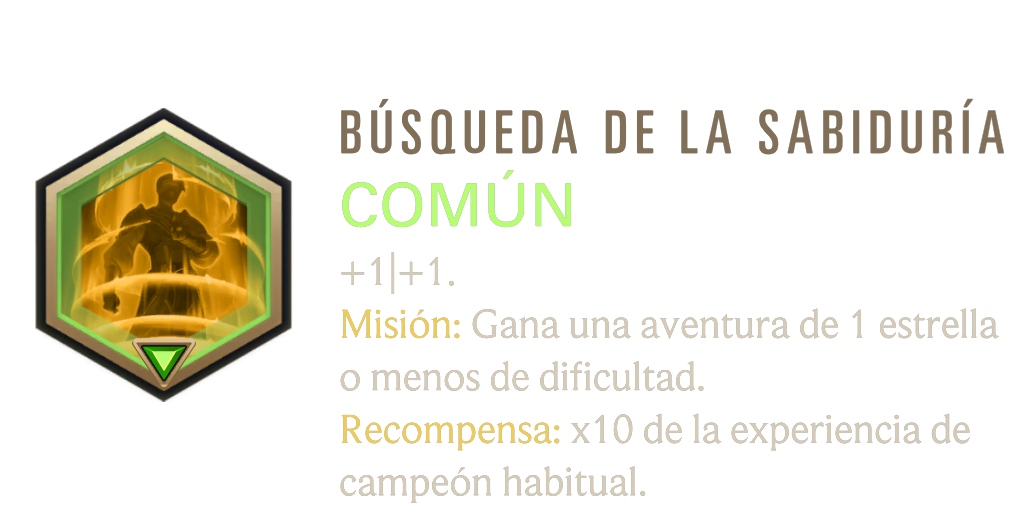 BÚSQUEDA DE LA SABIDURÍA
COMÚN
+1|+1.
Misión: Gana una aventura de 1 estrella
o menos de dificultad.
Recompensa: x10 de la experiencia de
campeón habitual.